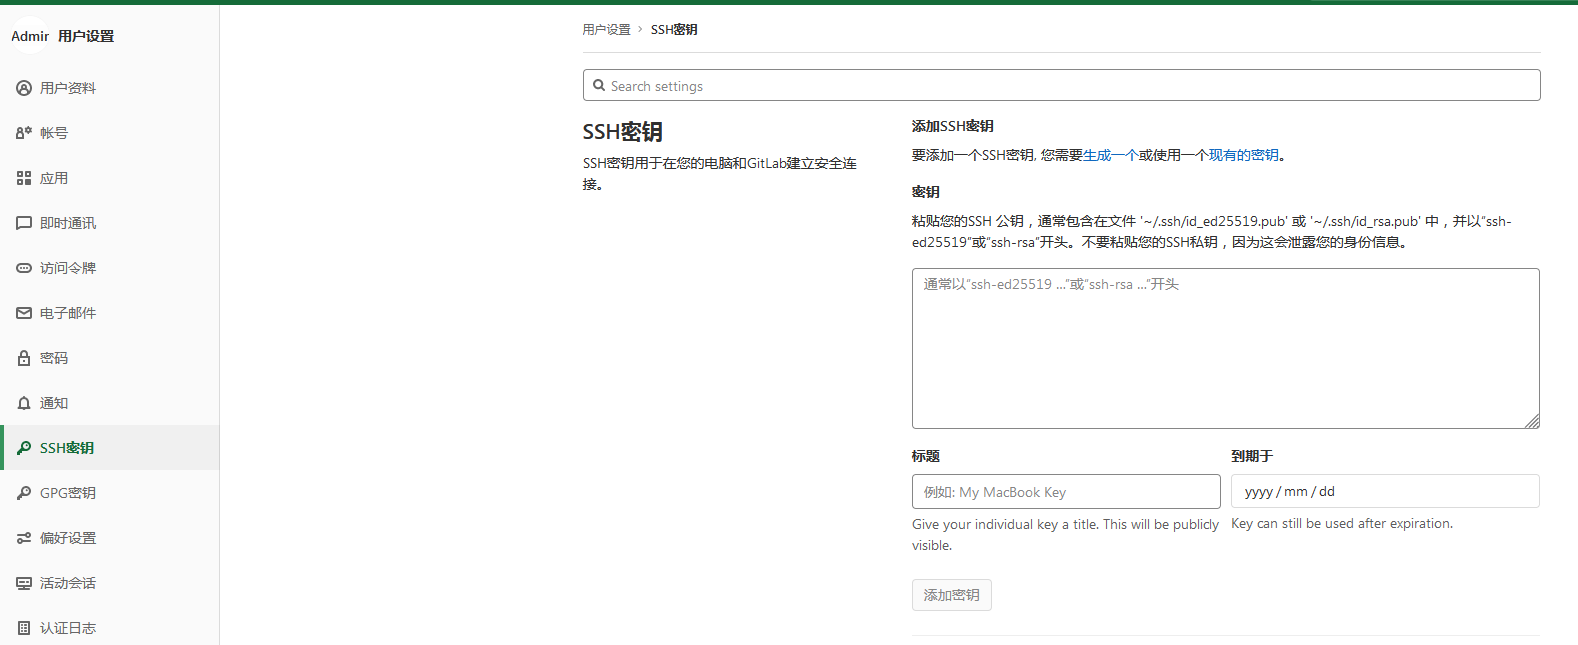 Admir 用户设置
用户资料
帐号
应用
即时通讯
访问令牌
电子邮件
密码
通知
SSH密钥
GPG密钥
偏好设置
活动会话
认证日志
用户设置 › SSH密钥
Search settings
SSH密钥
SSH密钥用于在您的电脑和GitLab建立安全连
接。
添加SSH密钥
要添加一个SSH密钥, 您需要生成一个或使用一个现有的密钥。
密钥
粘贴您的SSH 公钥，通常包含在文件 '~/.ssh/id_ed25519.pub' 或 '~/.ssh/id_rsa.pub' 中，并以“ssh-
ed25519”或“ssh-rsa”开头。不要粘贴您的SSH私钥，因为这会泄露您的身份信息。
通常以“ssh-ed25519 ...”或“ssh-rsa ...”开头
标题
例如: My MacBook Key
Give your individual key a title. This will be publicly
visible.
到期于
yyyy / mm / dd
Key can still be used after expiration.
添加密钥